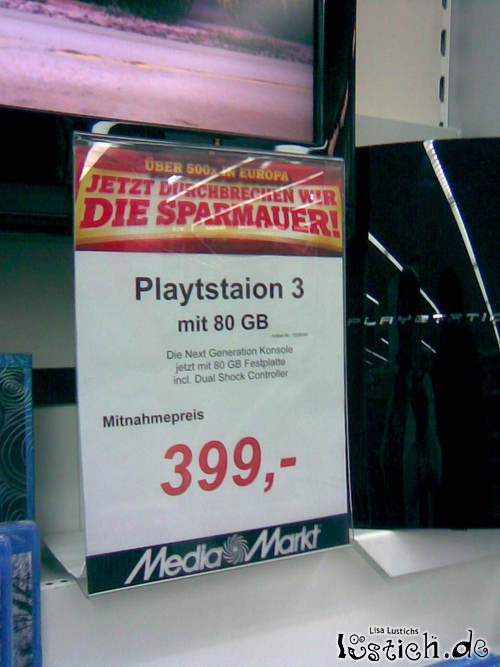 ÜBER 500x IN EUROPA
JETZT DURCHBRECHEN WIR
DIE SPARMAUER!
Playtstaion 3
mit 80 GB
Die Next Generation Konsole
jetzt mit 80 GB Festplatte
incl. Dual Shock Controller
Mitnahmepreis
399,-
Media Markt
PLAYSTATIO
Lisa Lustichs
lustich.de